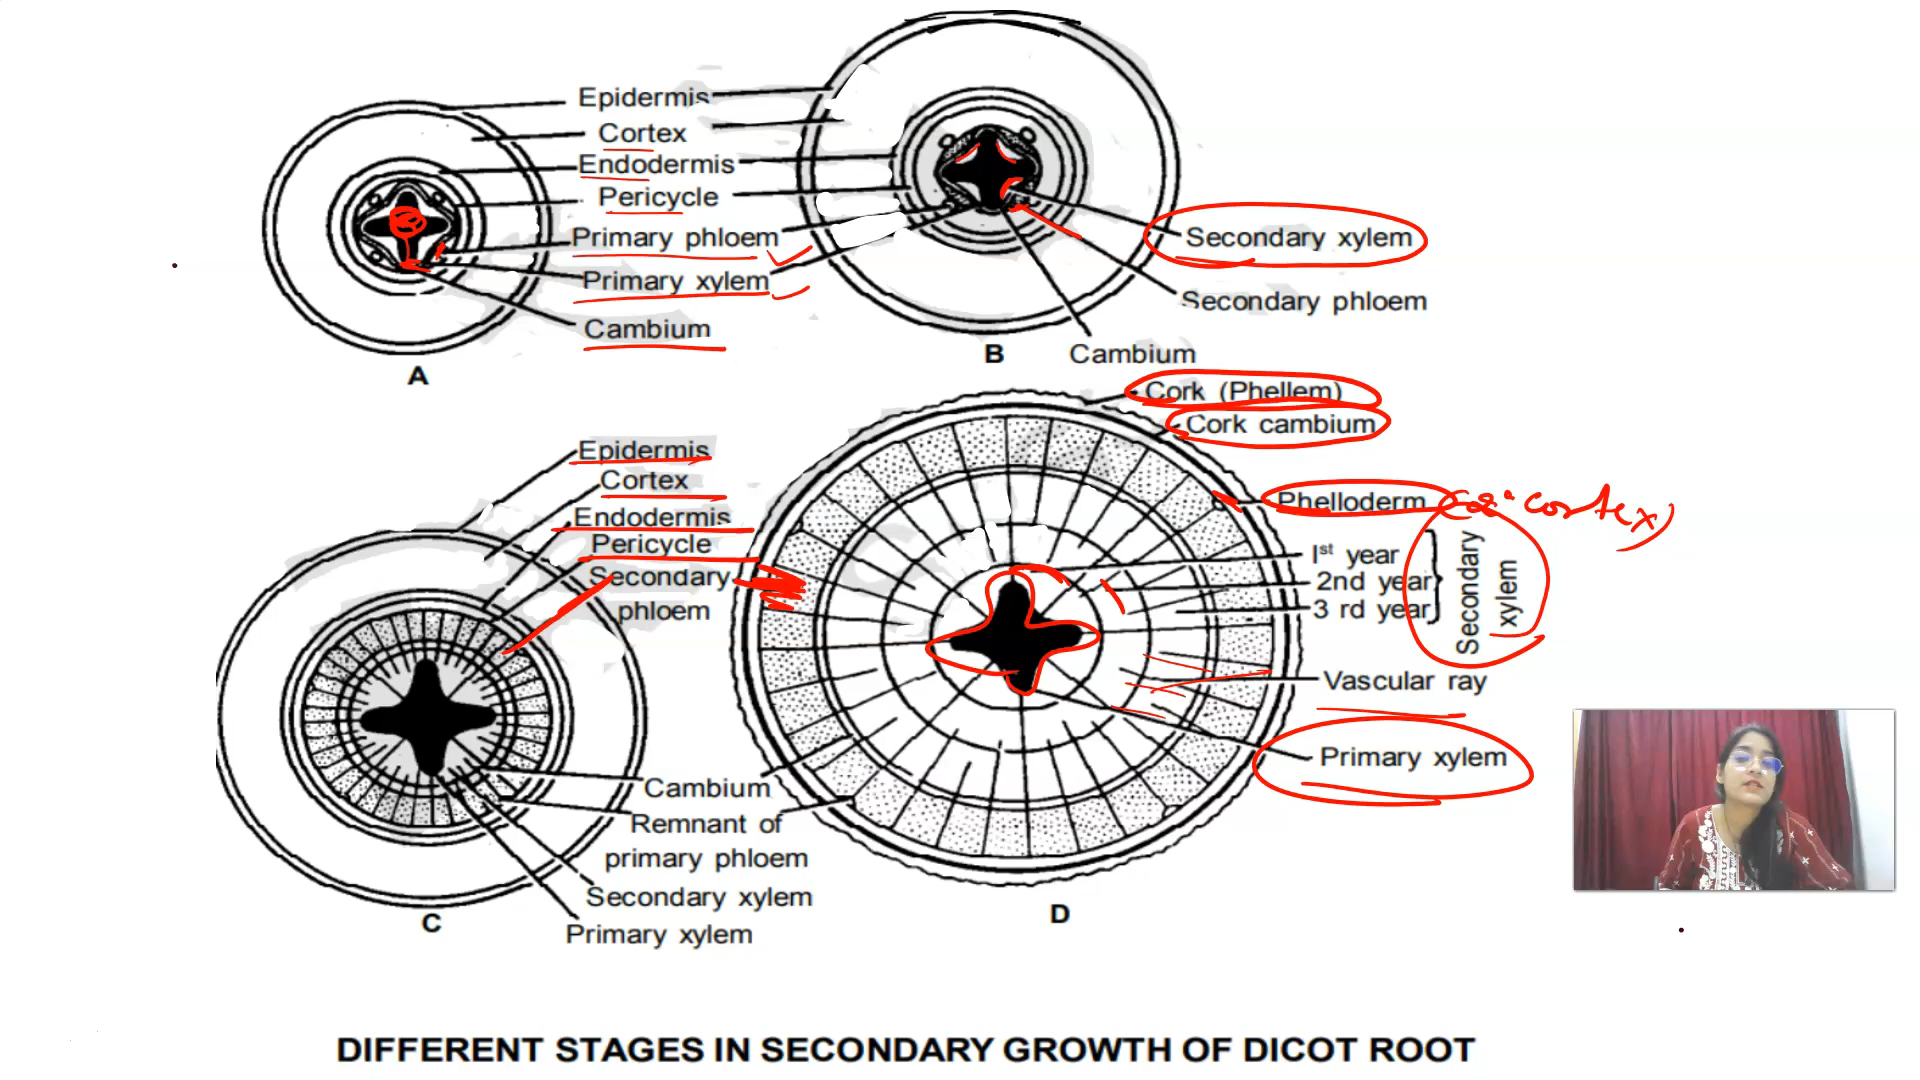 Epidermis
Cortex
Endodermis
Pericycle
Primary phloem
Primary xylem
Cambium
A
Secondary xylem
Secondary phloem
Cambium
B
Epidermis
Cortex
Endodermis
Pericycle
Secondary
phloem
Cambium
Remnant of
primary phloem
Secondary xylem
Primary xylem
C
Cork (Phellem)
Cork cambium
Phelloderm
cortex)
Ist year
2nd year
3 rd year
Secondary
xylem
Vascular ray
Primary xylem
D
DIFFERENT STAGES IN SECONDARY GROWTH OF DICOT ROOT